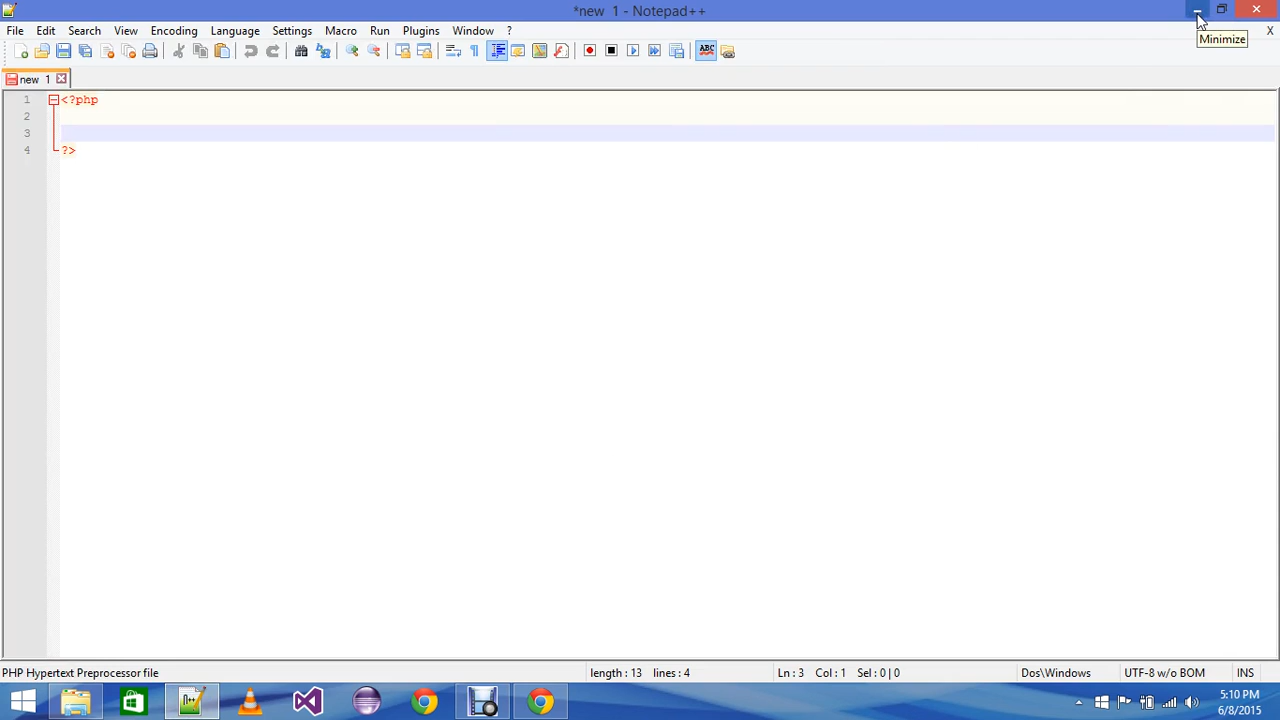 *new 1 - Notepad++
Minimize
File Edit Search View Encoding Language Settings Macro Run Plugins Window ? X
ABC
new 1
1 <?php
2
3
4 ?>
PHP Hypertext Preprocessor file length : 13 lines : 4 Ln : 3 Col : 1 Sel : 0 | 0 Dos\Windows UTF-8 w/o BOM INS
5:10 PM
6/8/2015